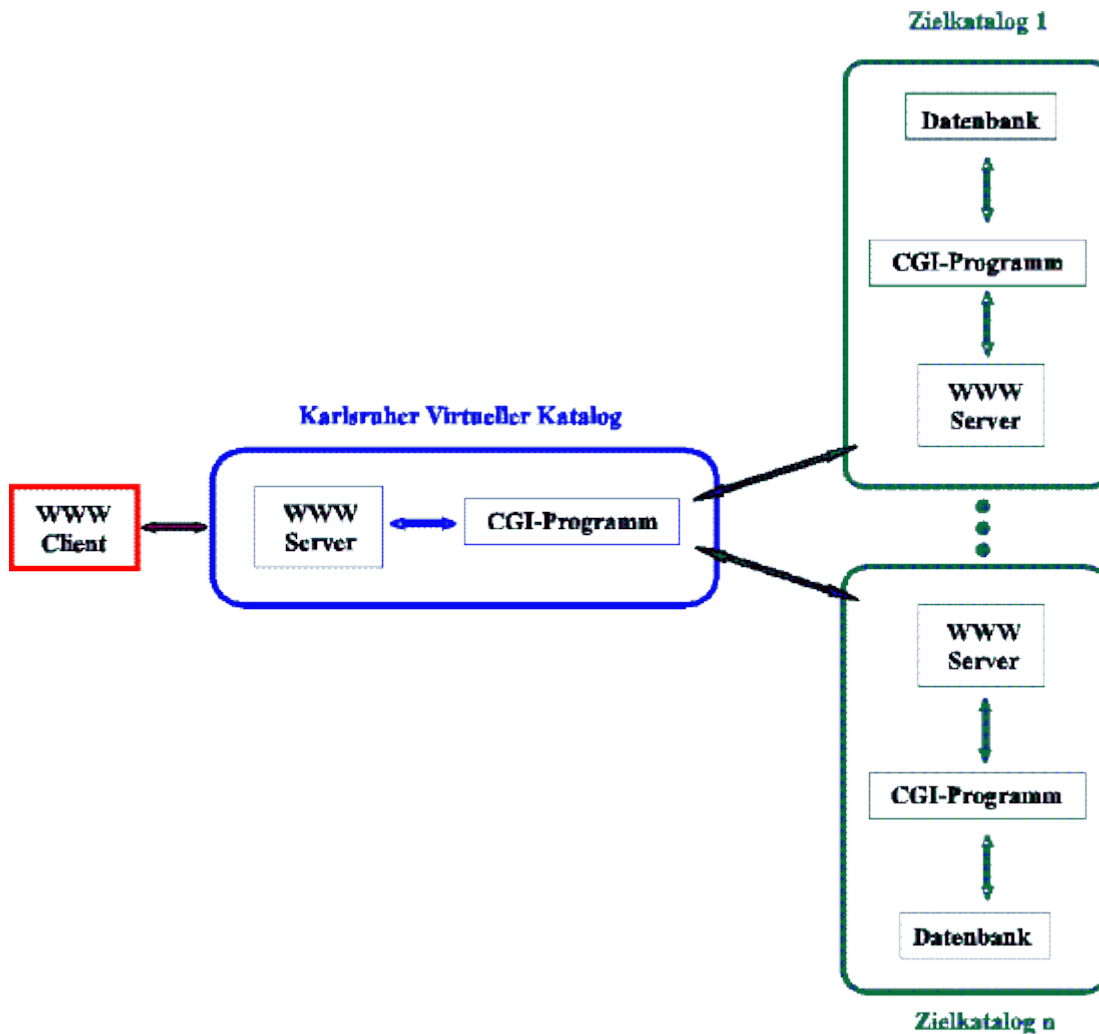 Zielkatalog 1
Datenbank
CGI-Programm
WWW
Server
Karlsruher Virtueller Katalog
WWW
Client
WWW
Server
CGI-Programm
WWW
Server
CGI-Programm
Datenbank
Zielkatalog n